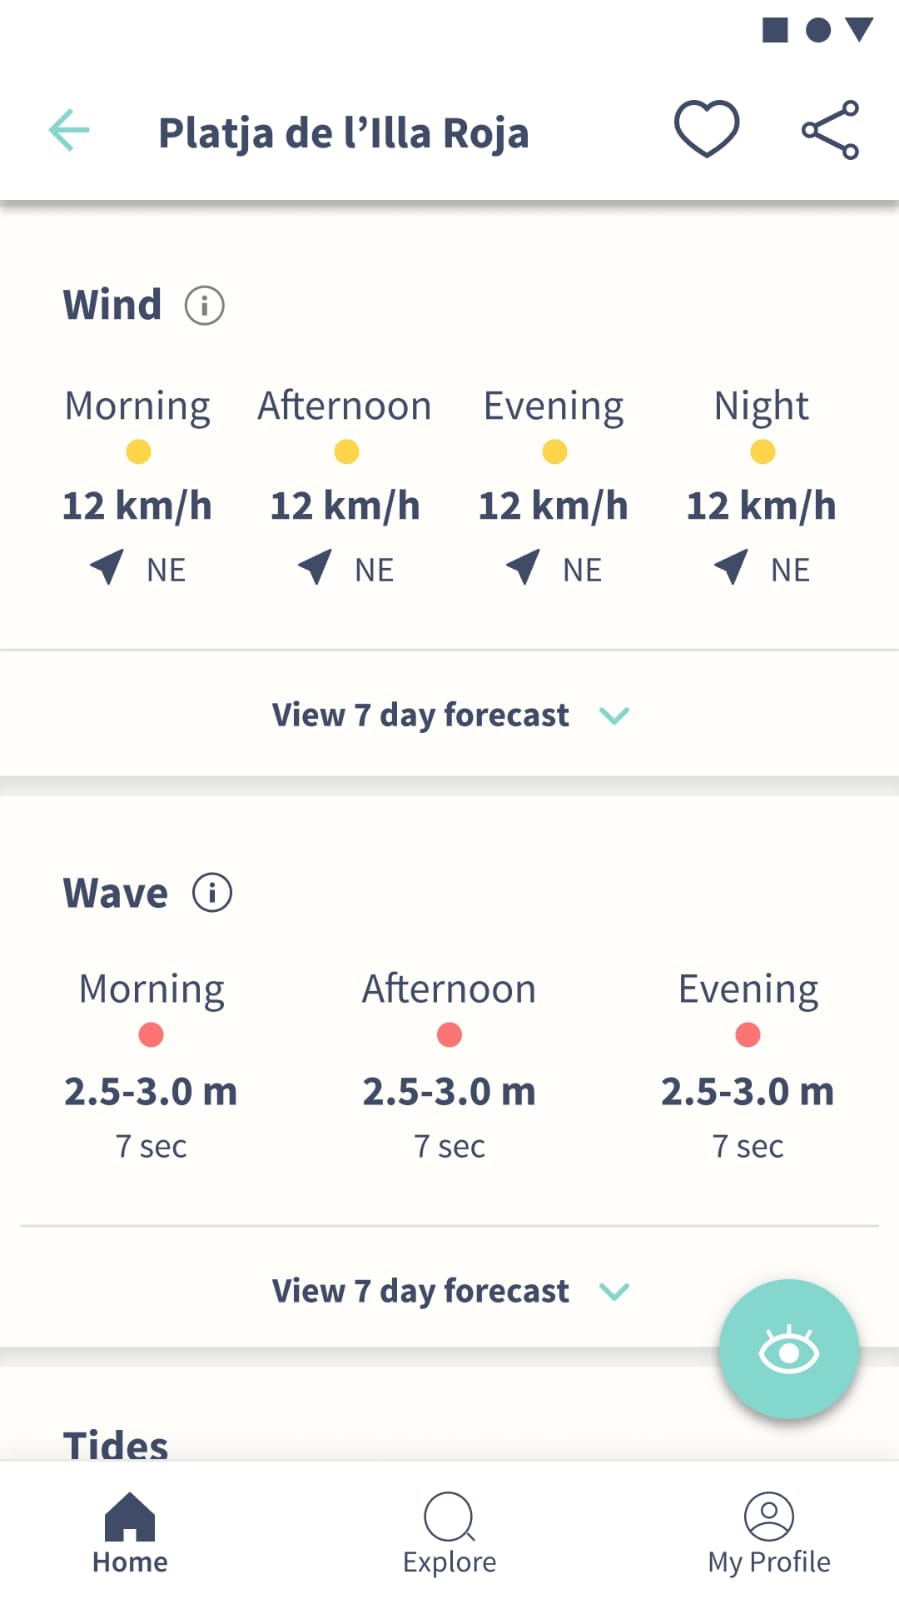 Platja de l’Illa Roja
Wind
Morning Afternoon Evening Night
12 km/h 12 km/h 12 km/h 12 km/h
NE NE NE NE
View 7 day forecast
Wave
Morning Afternoon Evening
2.5-3.0 m 2.5-3.0 m 2.5-3.0 m
7 sec 7 sec 7 sec
View 7 day forecast
Tides
Home Explore My Profile